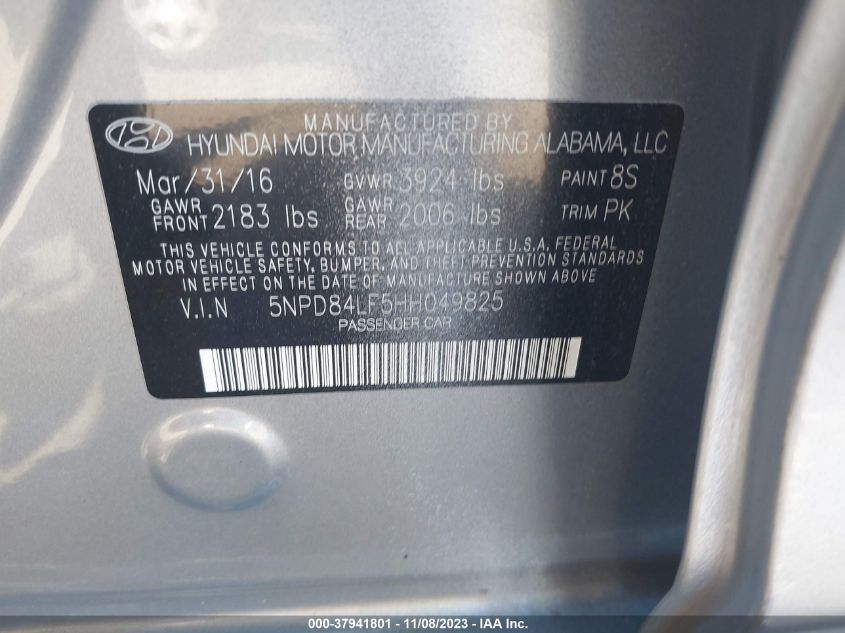 MANUFACTURED BY
HYUNDAI MOTOR MANUFACTURING ALABAMA, LLC
Mar/31/16 GVWR 3924 lbs PAINT 8S
GAWR FRONT 2183 lbs GAWR REAR 2006 lbs TRIM PK
THIS VEHICLE CONFORMS TO ALL APPLICABLE U.S.A. FEDERAL
MOTOR VEHICLE SAFETY, BUMPER, AND THEFT PREVENTION STANDARDS
IN EFFECT ON THE DATE OF MANUFACTURE SHOWN ABOVE
V.I.N 5NPD84LF5HH049825
PASSENGER CAR
000-37941801 - 11/08/2023 - IAA Inc.